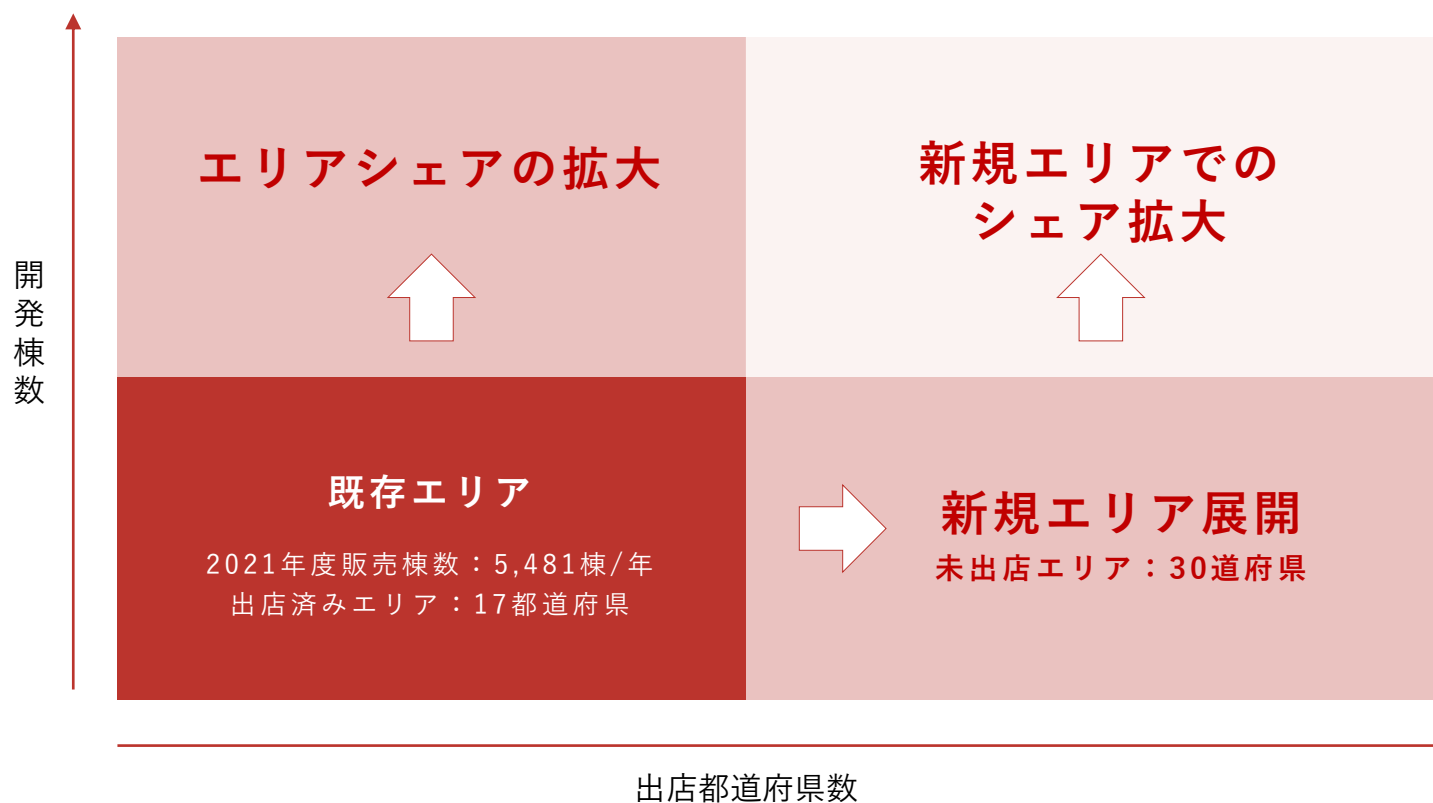 エリアシェアの拡大
新規エリアでの
シェア拡大
開発棟数
既存エリア
2021年度販売棟数：5,481棟/年
出店済みエリア：17都道府県
新規エリア展開
未出店エリア：30道府県
出店都道府県数